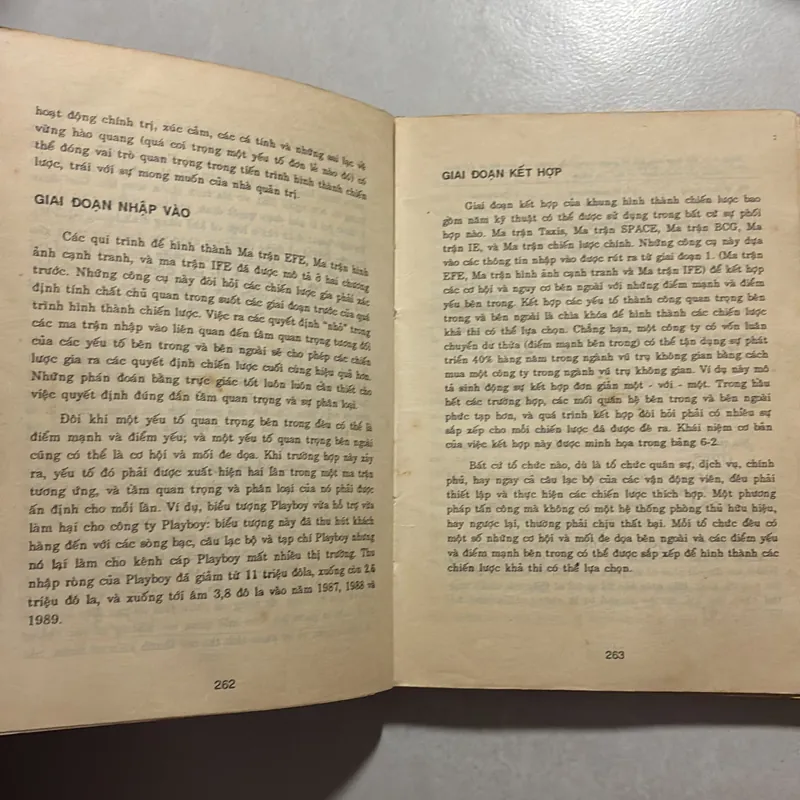 hoạt động chính trị, xúc cảm, các cá tính và những sai lạc về
vừng hào quang (quá coi trọng một yếu tố đơn lẻ nào đó) có
thể đóng vai trò quan trọng trong tiến trình hình thành chiến
lược, trái với sự mong muốn của nhà quản trị.
GIAI ĐOẠN NHẬP VÀO
Các qui trình để hình thành Ma trận EFE, Ma trận hình
ảnh cạnh tranh, và ma trận IFE đã được mô tả ở hai chương
trước. Những công cụ này đòi hỏi các chiến lược gia phải xác
định tính chất chủ quan trong suốt các giai đoạn trước của quá
trình hình thành chiến lược. Việc ra các quyết định "nhỏ" trong
các ma trận nhập vào liên quan đến tầm quan trọng tương đối
của các yếu tố bên trong và bên ngoài sẽ cho phép các chiến
lược gia ra các quyết định chiến lược cuối cùng hiệu quả hơn.
Những phán đoán bằng trực giác tốt luôn luôn cần thiết cho
việc quyết định đúng đắn tầm quan trọng và sự phân loại.
Đôi khi một yếu tố quan trọng bên trong đều có thể là
điểm mạnh và điểm yếu; và một yếu tố quan trọng bên ngoài
cũng có thể là cơ hội và mối đe dọa. Khi trường hợp này xảy
ra, yếu tố đó phải được xuất hiện hai lần trong một ma trận
tương ứng, và tầm quan trọng và phân loại của nó phải được
ấn định cho mỗi lần. Ví dụ, biểu tượng Playboy vừa hỗ trợ vừa
làm hại cho công ty Playboy: biểu tượng này đã thu hút khách
hàng đến với các sòng bạc, câu lạc bộ và tạp chí Playboy nhưng
nó lại làm cho kênh cáp Playboy mất nhiều thị trường. Thu
nhập ròng của Playboy đã giảm từ 11 triệu đôla, xuống còn 2,6
triệu đô la, và xuống tới âm 3,8 đô la vào năm 1987, 1988 và
1989.
262
GIAI ĐOẠN KẾT HỢP
Giai đoạn kết hợp của khung hình thành chiến lược bao
gồm năm kỹ thuật có thể được sử dụng trong bất cứ sự phối
hợp nào. Ma trận Taxis, Ma trận SPACE, Ma trận BCG, Ma
trận IE, và Ma trận chiến lược chính. Những công cụ này dựa
vào các thông tin nhập vào được rút ra từ giai đoạn 1. (Ma trận
EFE, Ma trận hình ảnh cạnh tranh và Ma trận IFE) để kết hợp
các cơ hội và nguy cơ bên ngoài với những điểm mạnh và điểm
yếu bên trong. Kết hợp các yếu tố thành công quan trọng bên
trong và bên ngoài là chìa khóa để hình thành các chiến lược
khả thi có thể lựa chọn. Chẳng hạn, một công ty có vốn luân
chuyển dư thừa (điểm mạnh bên trong) có thể tận dụng sự phát
triển 40% hàng năm trong ngành vũ trụ không gian bằng cách
mua một công ty trong ngành vũ trụ không gian. Ví dụ này mô
tả sinh động sự kết hợp đơn giản một - với - một. Trong hầu
hết các trường hợp, các mối quan hệ bên trong và bên ngoài
phức tạp hơn, và quá trình kết hợp đòi hỏi phải có nhiều sự
sắp xếp cho mỗi chiến lược đã được đề ra. Khái niệm cơ bản
của việc kết hợp này được minh họa trong bảng 6-2.
Bất cứ tổ chức nào, dù là tổ chức quân sự, dịch vụ, chính
phủ, hay ngay cả câu lạc bộ của các vận động viên, đều phải
thiết lập và thực hiện các chiến lược thích hợp. Một phương
pháp tấn công mà không có một hệ thống phòng thủ hữu hiệu,
hay ngược lại, thường phải chịu thất bại. Mỗi tổ chức đều có
một số những cơ hội và mối đe dọa bên ngoài và các điểm yếu
và điểm mạnh bên trong có thể được sắp xếp để hình thành các
chiến lược khả thi có thể lựa chọn.
263